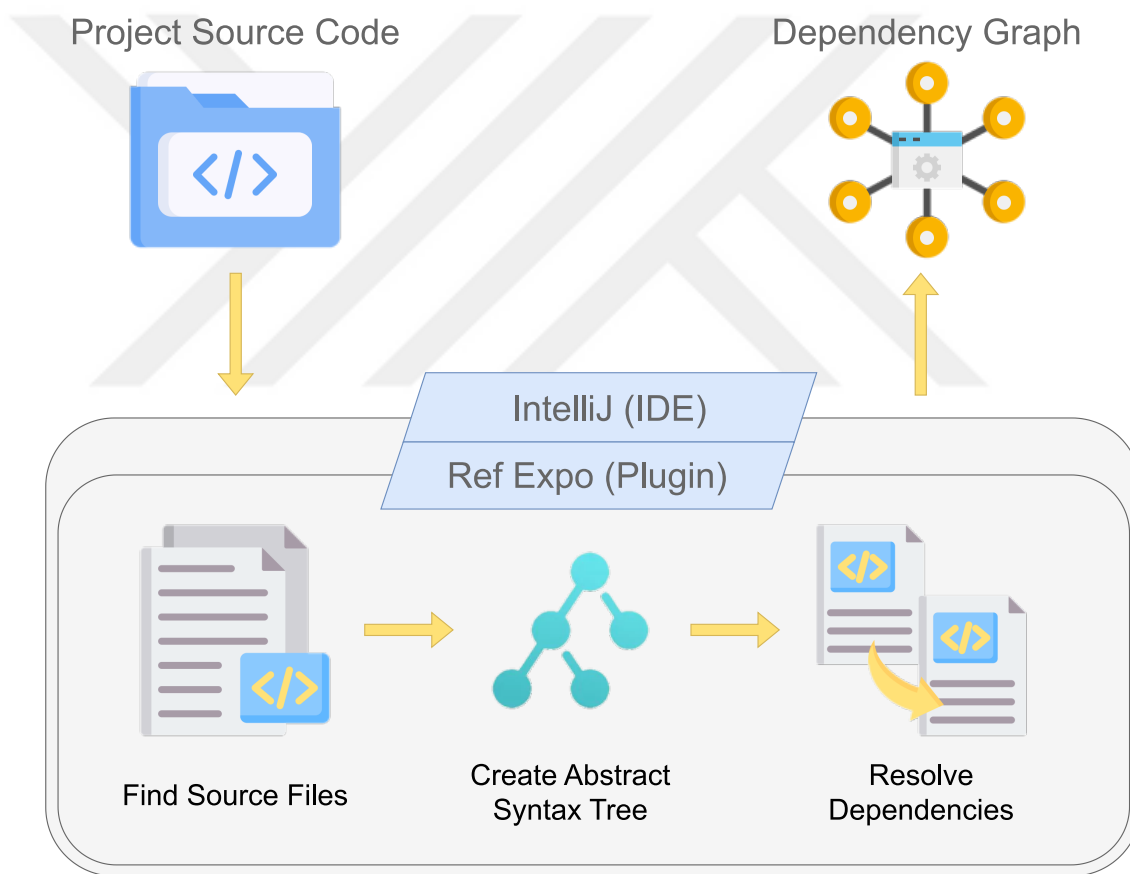 Project Source Code
Dependency Graph
</>
IntelliJ (IDE)
Ref Expo (Plugin)
</>
</>
</>
Find Source Files
Create Abstract
Syntax Tree
Resolve
Dependencies